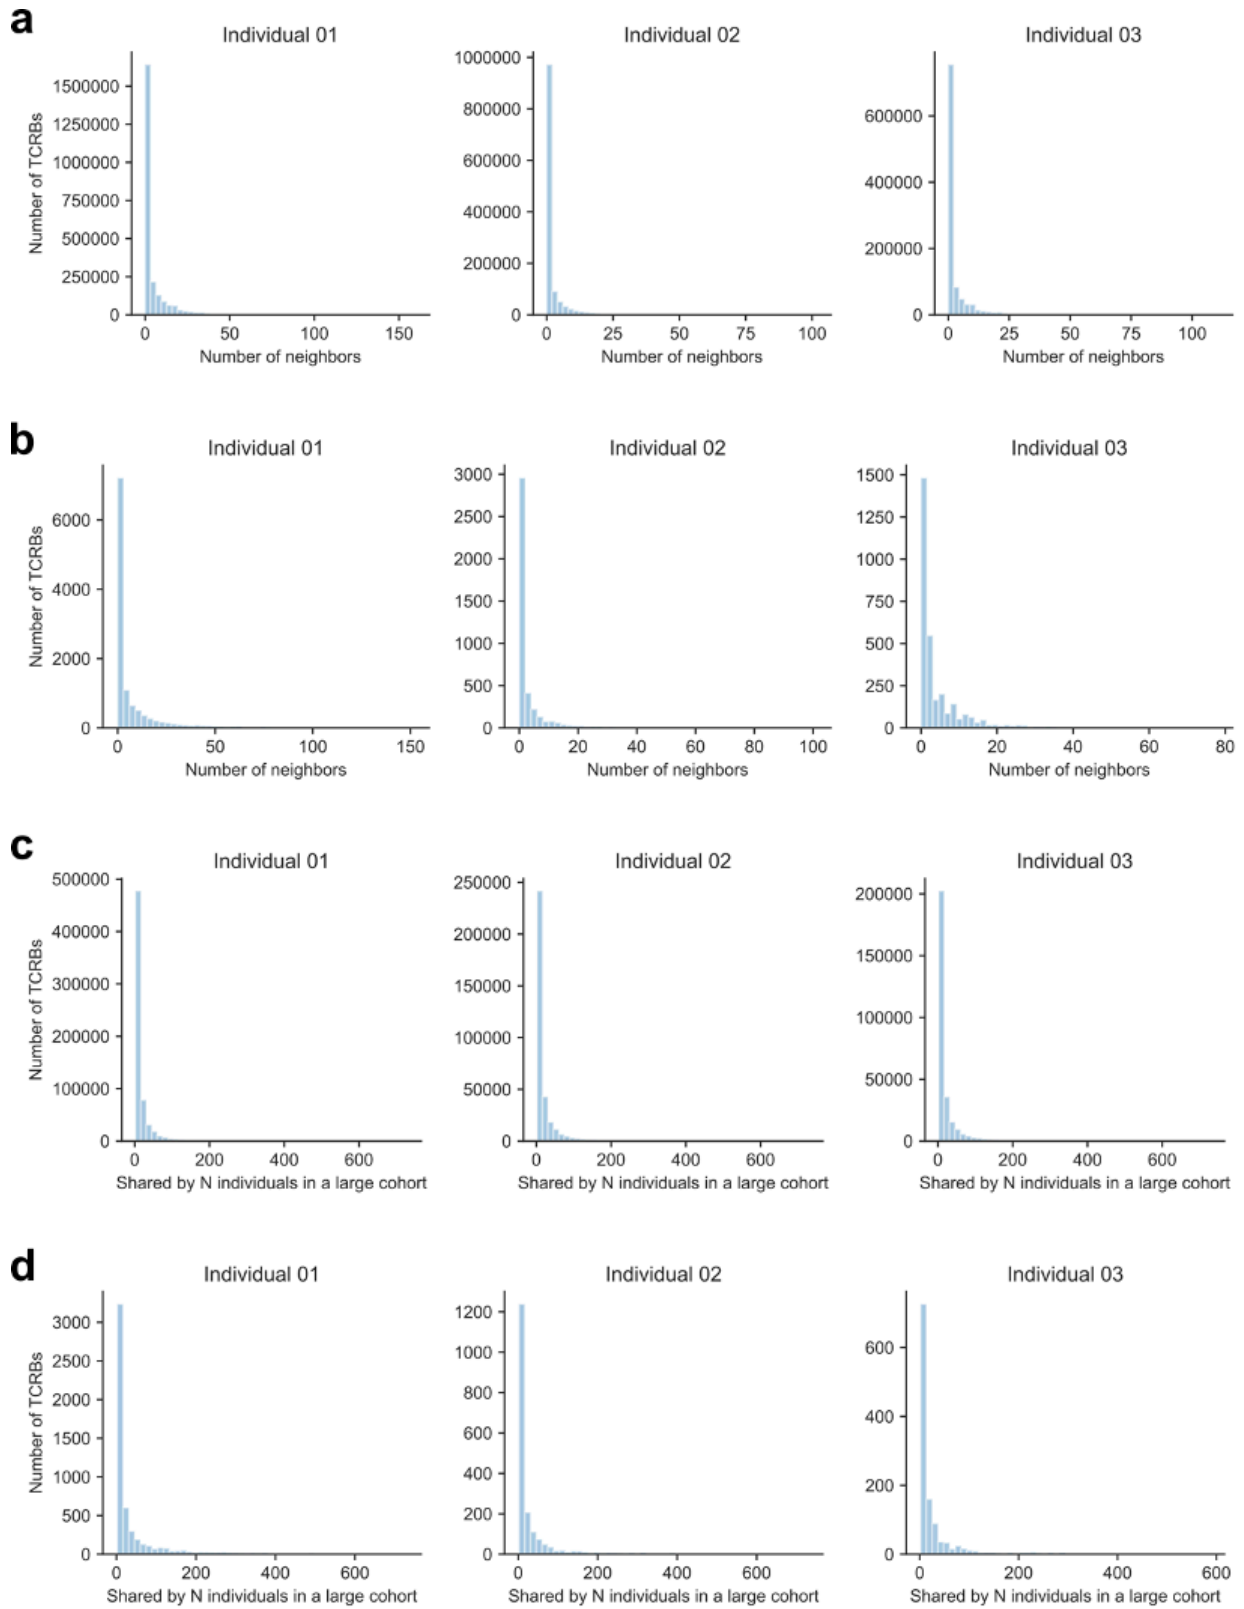 a
Individual 01
Individual 02
Individual 03
Number of TCRBs
1500000
1250000
1000000
750000
500000
250000
0
1000000
800000
600000
400000
200000
0
600000
400000
200000
0
0 50 100 150
0 25 50 75 100
0 25 50 75 100
Number of neighbors
Number of neighbors
Number of neighbors
b
Individual 01
Individual 02
Individual 03
Number of TCRBs
6000
4000
2000
0
3000
2500
2000
1500
1000
500
0
1500
1250
1000
750
500
250
0
0 50 100 150
0 20 40 60 80 100
0 20 40 60 80
Number of neighbors
Number of neighbors
Number of neighbors
c
Individual 01
Individual 02
Individual 03
Number of TCRBs
500000
400000
300000
200000
100000
0
250000
200000
150000
100000
50000
0
200000
150000
100000
50000
0
0 200 400 600
0 200 400 600
0 200 400 600
Shared by N individuals in a large cohort
Shared by N individuals in a large cohort
Shared by N individuals in a large cohort
d
Individual 01
Individual 02
Individual 03
Number of TCRBs
3000
2500
2000
1500
1000
500
0
1200
1000
800
600
400
200
0
600
400
200
0
0 200 400 600
0 200 400 600
0 200 400 600
Shared by N individuals in a large cohort
Shared by N individuals in a large cohort
Shared by N individuals in a large cohort